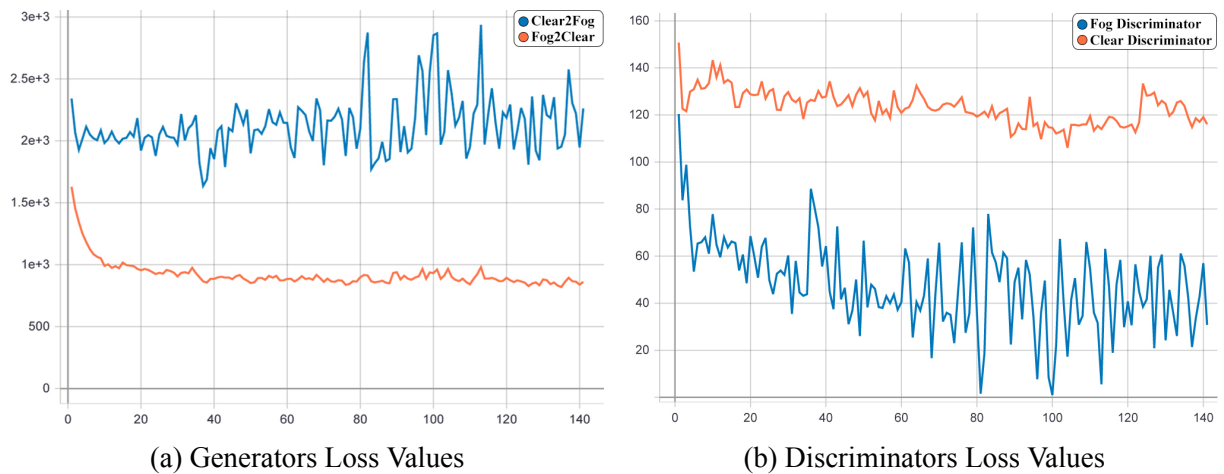 3e+3
2.5e+3
2e+3
1.5e+3
1e+3
500
0
0 20 40 60 80 100 120 140
Clear2Fog
Fog2Clear
(a) Generators Loss Values
160
140
120
100
80
60
40
20
0 20 40 60 80 100 120 140
Fog Discriminator
Clear Discriminator
(b) Discriminators Loss Values